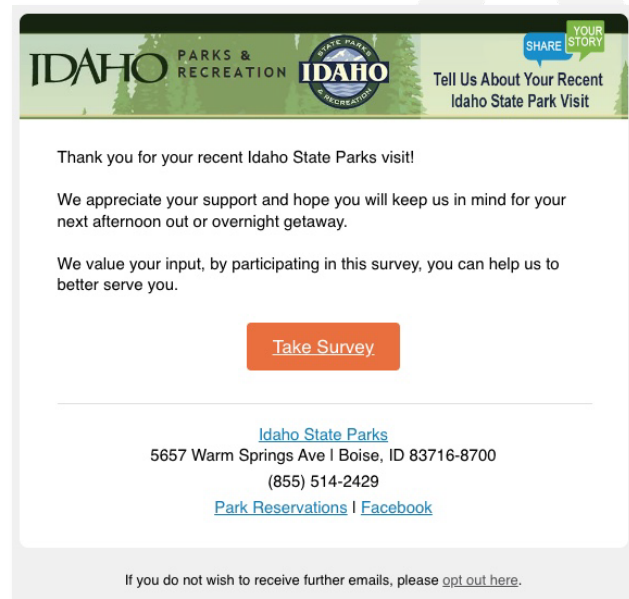 YOUR
SHARE STORY
IDAHO PARKS &
RECREATION
STATE PARKS
IDAHO
& RECREATION
Tell Us About Your Recent
Idaho State Park Visit
Thank you for your recent Idaho State Parks visit!
We appreciate your support and hope you will keep us in mind for your
next afternoon out or overnight getaway.
We value your input, by participating in this survey, you can help us to
better serve you.
Take Survey
Idaho State Parks
5657 Warm Springs Ave | Boise, ID 83716-8700
(855) 514-2429
Park Reservations | Facebook
If you do not wish to receive further emails, please opt out here.